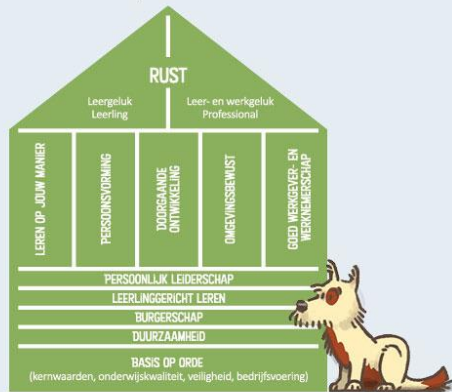 RUST
Leergeluk
Leerling
Leer- en werkgeluk
Professional
LEREN OP JOUW MANIER
PERSOONSVORMING
DOORGAANDE
ONTWIKKELING
OMGEVINGSBEWUST
GOED WERKGEVER- EN
WERKNEMERSCHAP
PERSOONLIJK LEIDERSCHAP
LEERLINGGERICHT LEREN
BURGERSCHAP
DUURZAAMHEID
BASIS OP ORDE
(kernwaarden, onderwijskwaliteit, veiligheid, bedrijfsvoering)